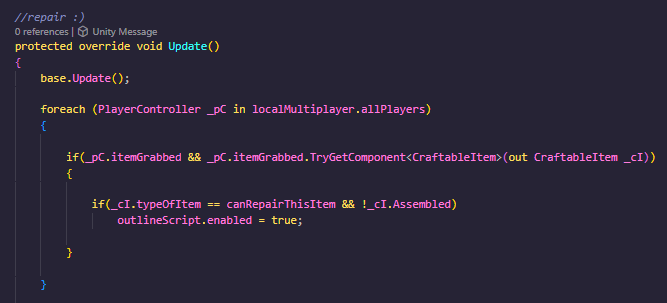 //repair :)
0 references | Unity Message
protected override void Update()
{
base.Update();
foreach (PlayerController _pC in localMultiplayer.allPlayers)
{
if(_pC.itemGrabbed && _pC.itemGrabbed.TryGetComponent<CraftableItem>(out CraftableItem _cI))
{
if(_cI.typeOfItem == canRepairThisItem && !_cI.Assembled)
outlineScript.enabled = true;
}
}